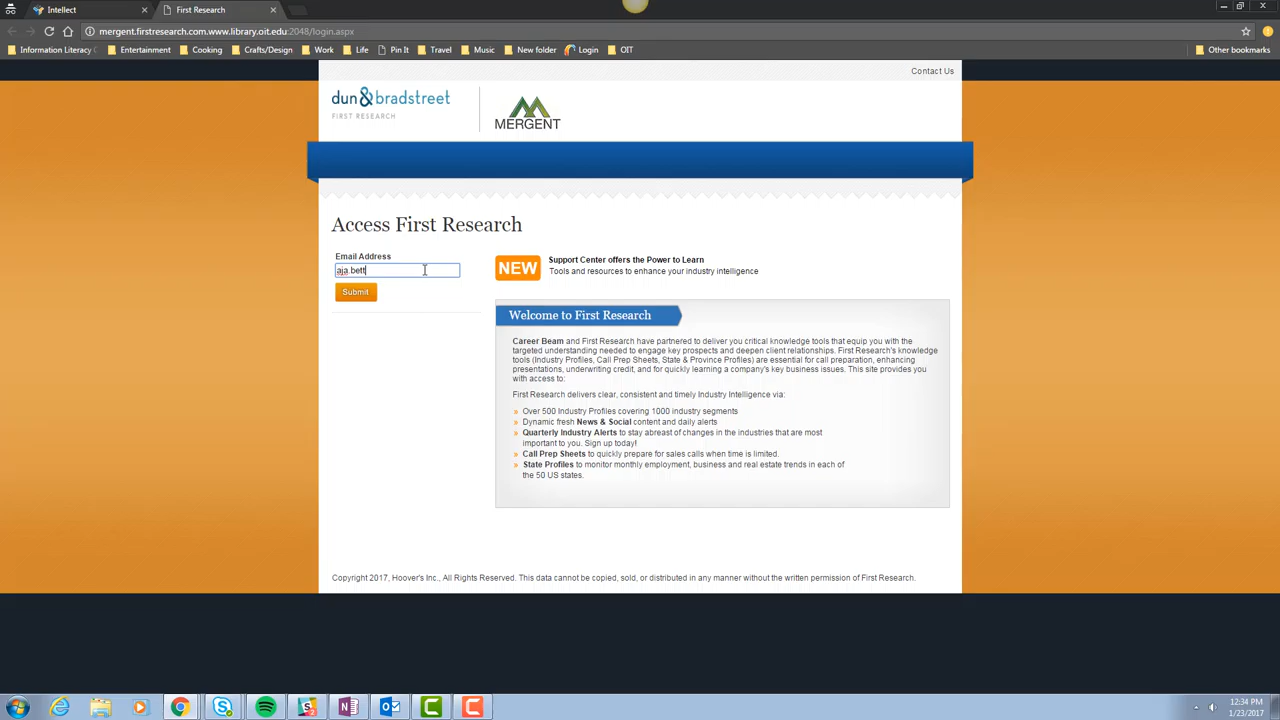 Intellect
First Research
mergent.firestresearch.com.www.library.oit.edu:2048/login.aspx
Information Literacy
Entertainment
Cooking
Crafts/Design
Work
Life
Pin It
Travel
Music
New folder
Login
OIT
Other bookmarks
Contact Us
dun & bradstreet
FIRST RESEARCH
MERGENT
Access First Research
Email Address
aja.bett
Submit
NEW
Support Center offers the Power to Learn
Tools and resources to enhance your industry intelligence
Welcome to First Research
Career Beam and First Research have partnered to deliver you critical knowledge tools that equip you with the
targeted understanding needed to engage key prospects and deepen client relationships. First Research's knowledge
tools (Industry Profiles, Call Prep Sheets, State & Province Profiles) are essential for call preparation, enhancing
presentations, underwriting credit, and for quickly learning a company's key business issues. This site provides you
with access to:
First Research delivers clear, consistent and timely Industry Intelligence via:
» Over 500 Industry Profiles covering 1000 industry segments
» Dynamic fresh News & Social content and daily alerts
» Quarterly Industry Alerts to stay abreast of changes in the industries that are most
important to you. Sign up today!
» Call Prep Sheets to quickly prepare for sales calls when time is limited.
» State Profiles to monitor monthly employment, business and real estate trends in each of
the 50 US states.
Copyright 2017, Hoover's Inc., All Rights Reserved. This data cannot be copied, sold, or distributed in any manner without the written permission of First Research.
12:34 PM
1/23/2017